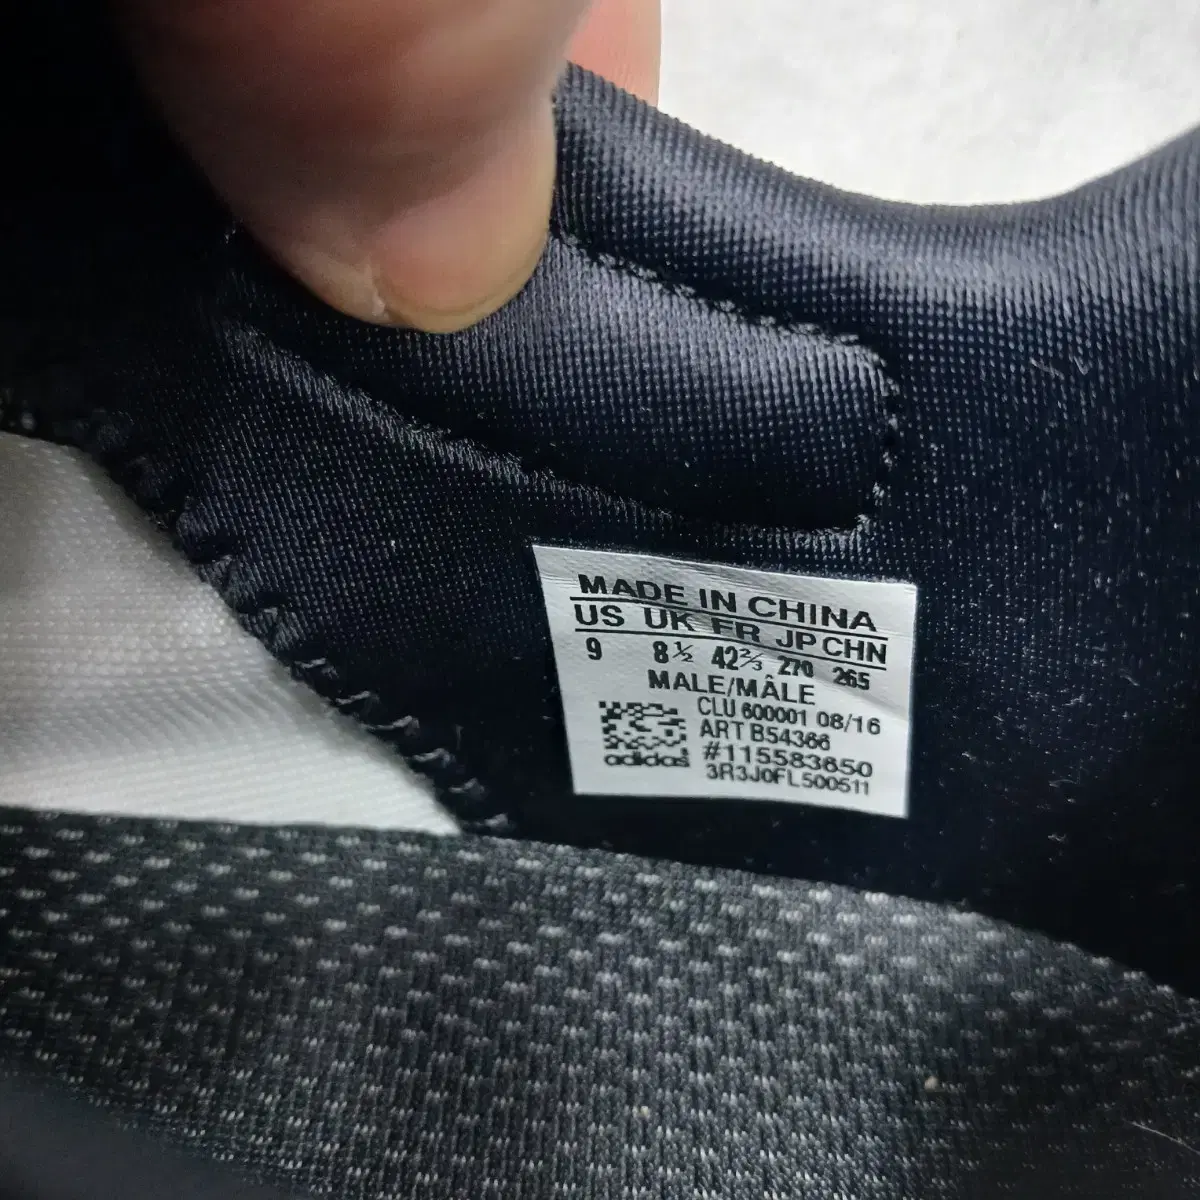 MADE IN CHINA
US UK FR JP CHN
9 8½ 42⅔ 270 265
MALE/MÂLE
CLU 600001 08/16
ART B54366
#115583650
3R3J0FL500511
adidas